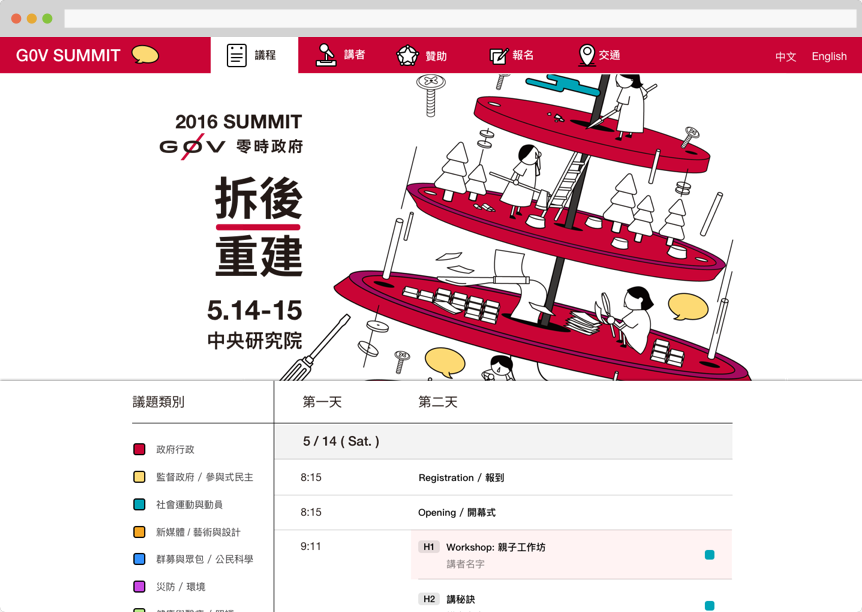 G0V SUMMIT
議程
講者
贊助
報名
交通
中文
English
2016 SUMMIT
G0V 零時政府
拆後
重建
5.14-15
中央研究院
議題類別
第一天
第二天
5 / 14 ( Sat. )
政府行政
監督政府 / 參與式民主
社會運動與動員
新媒體 / 藝術與設計
群募與眾包 / 公民科學
災防 / 環境
8:15
Registration / 報到
8:15
Opening / 開幕式
9:11
H1
Workshop: 親子工作坊
講者名字
H2
講秘訣